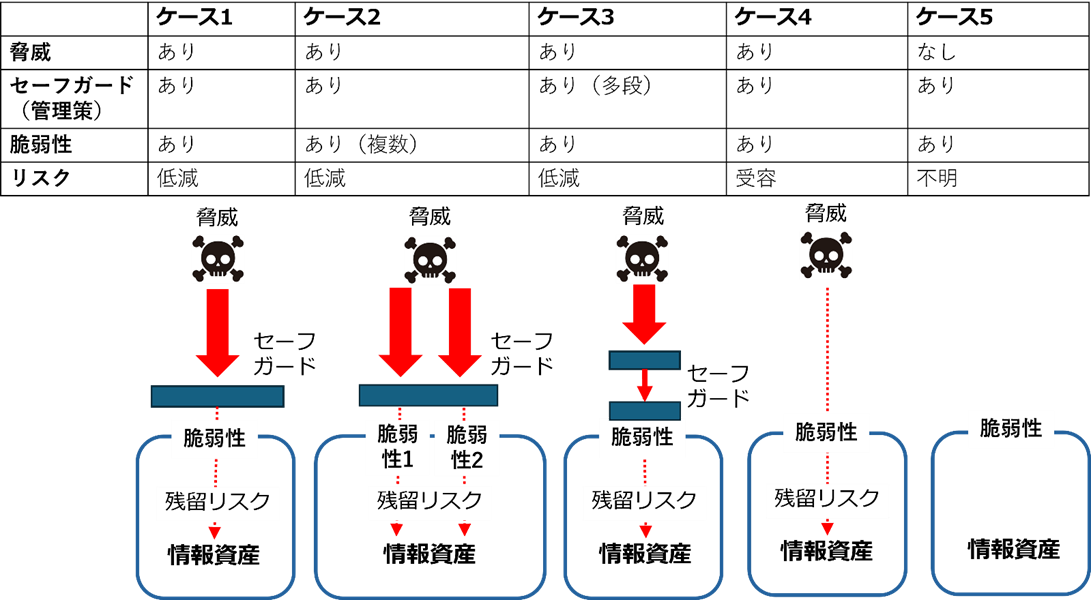 ケース1 ケース2 ケース3 ケース4 ケース5
脅威 あり あり あり あり なし
セーフガード あり あり あり（多段） あり あり
（管理策）
脆弱性 あり あり（複数） あり あり あり
リスク 低減 低減 低減 受容 不明
脅威
セーフ
ガード
脆弱性
残留リスク
情報資産
脅威
セーフ
ガード
脆弱
性1
脆弱
性2
残留リスク
情報資産
脅威
セーフ
ガード
脆弱性
残留リスク
情報資産
脅威
脆弱性
残留リスク
情報資産
脆弱性
情報資産